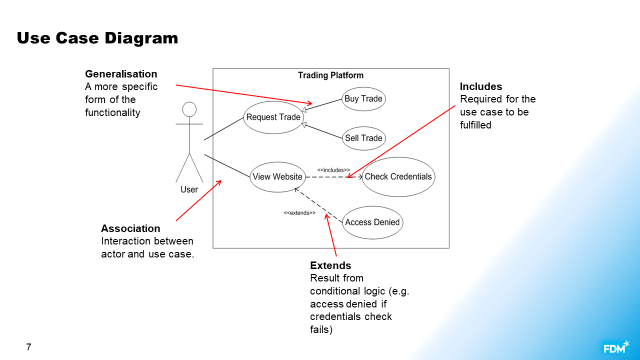 Use Case Diagram
Generalisation
A more specific
form of the
functionality
Trading Platform
Includes
Required for the
use case to be
fulfilled
Buy Trade
Request Trade
Sell Trade
<<includes>>
View Website
Check Credentials
User
<<extends>>
Access Denied
Association
Interaction between
actor and use case.
Extends
Result from
conditional logic (e.g.
access denied if
credentials check
fails)
7
FDM